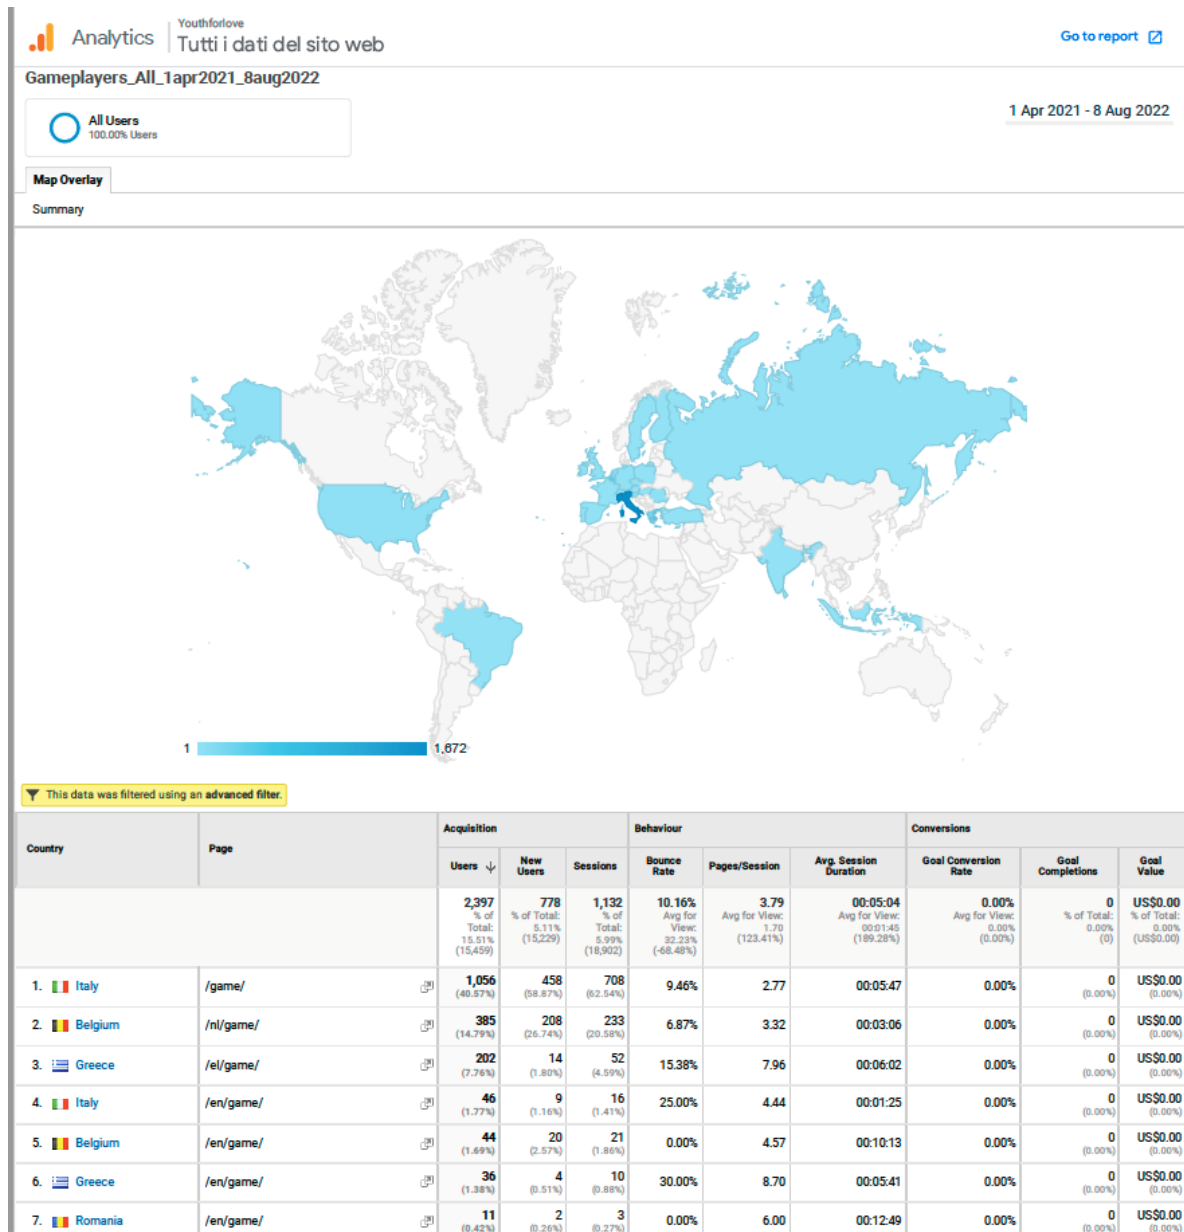 Analytics
Youthforlove
Tutti i dati del sito web
Go to report
Gameplayers_All_1apr2021_8aug2022
All Users
100.00% Users
1 Apr 2021 - 8 Aug 2022
Map Overlay
Summary
1 1,672
This data was filtered using an advanced filter.
Country Page Acquisition Behaviour Conversions
Users New Users Sessions Bounce Rate Pages/Session Avg. Session Duration Goal Conversion Rate Goal Completions Goal Value
2,397 % of Total: 15.51% (15,459) 778 % of Total: 5.11% (15,229) 1,132 % of Total: 5.99% (18,902) 10.16% Avg for View: 32.23% (-68.48%) 3.79 Avg for View: 1.70 (123.41%) 00:05:04 Avg for View: 00:01:45 (189.28%) 0.00% Avg for View: 0.00% (0.00%) 0 % of Total: 0.00% (0) US$0.00 % of Total: 0.00% (US$0.00)
1. Italy /game/ 1,056 (40.57%) 458 (58.87%) 708 (62.54%) 9.46% 2.77 00:05:47 0.00% 0 (0.00%) US$0.00 (0.00%)
2. Belgium /nl/game/ 385 (14.79%) 208 (26.74%) 233 (20.58%) 6.87% 3.32 00:03:06 0.00% 0 (0.00%) US$0.00 (0.00%)
3. Greece /el/game/ 202 (7.76%) 14 (1.80%) 52 (4.59%) 15.38% 7.96 00:06:02 0.00% 0 (0.00%) US$0.00 (0.00%)
4. Italy /en/game/ 46 (1.77%) 9 (1.16%) 16 (1.41%) 25.00% 4.44 00:01:25 0.00% 0 (0.00%) US$0.00 (0.00%)
5. Belgium /en/game/ 44 (1.69%) 20 (2.57%) 21 (1.86%) 0.00% 4.57 00:10:13 0.00% 0 (0.00%) US$0.00 (0.00%)
6. Greece /en/game/ 36 (1.38%) 4 (0.51%) 10 (0.88%) 30.00% 8.70 00:05:41 0.00% 0 (0.00%) US$0.00 (0.00%)
7. Romania /en/game/ 11 (0.42%) 2 (0.26%) 3 (0.27%) 0.00% 6.00 00:12:49 0.00% 0 (0.00%) US$0.00 (0.00%)